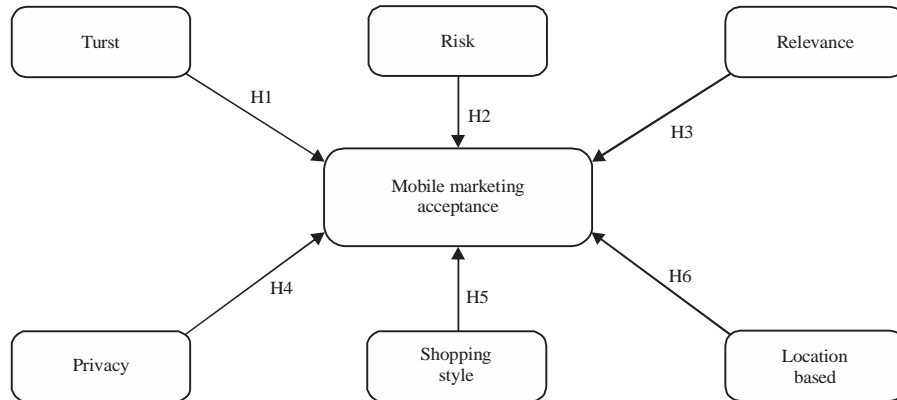 Turst
Risk
Relevance
H1
H2
H3
Mobile marketing
acceptance
H4
H5
H6
Privacy
Shopping
style
Location
based